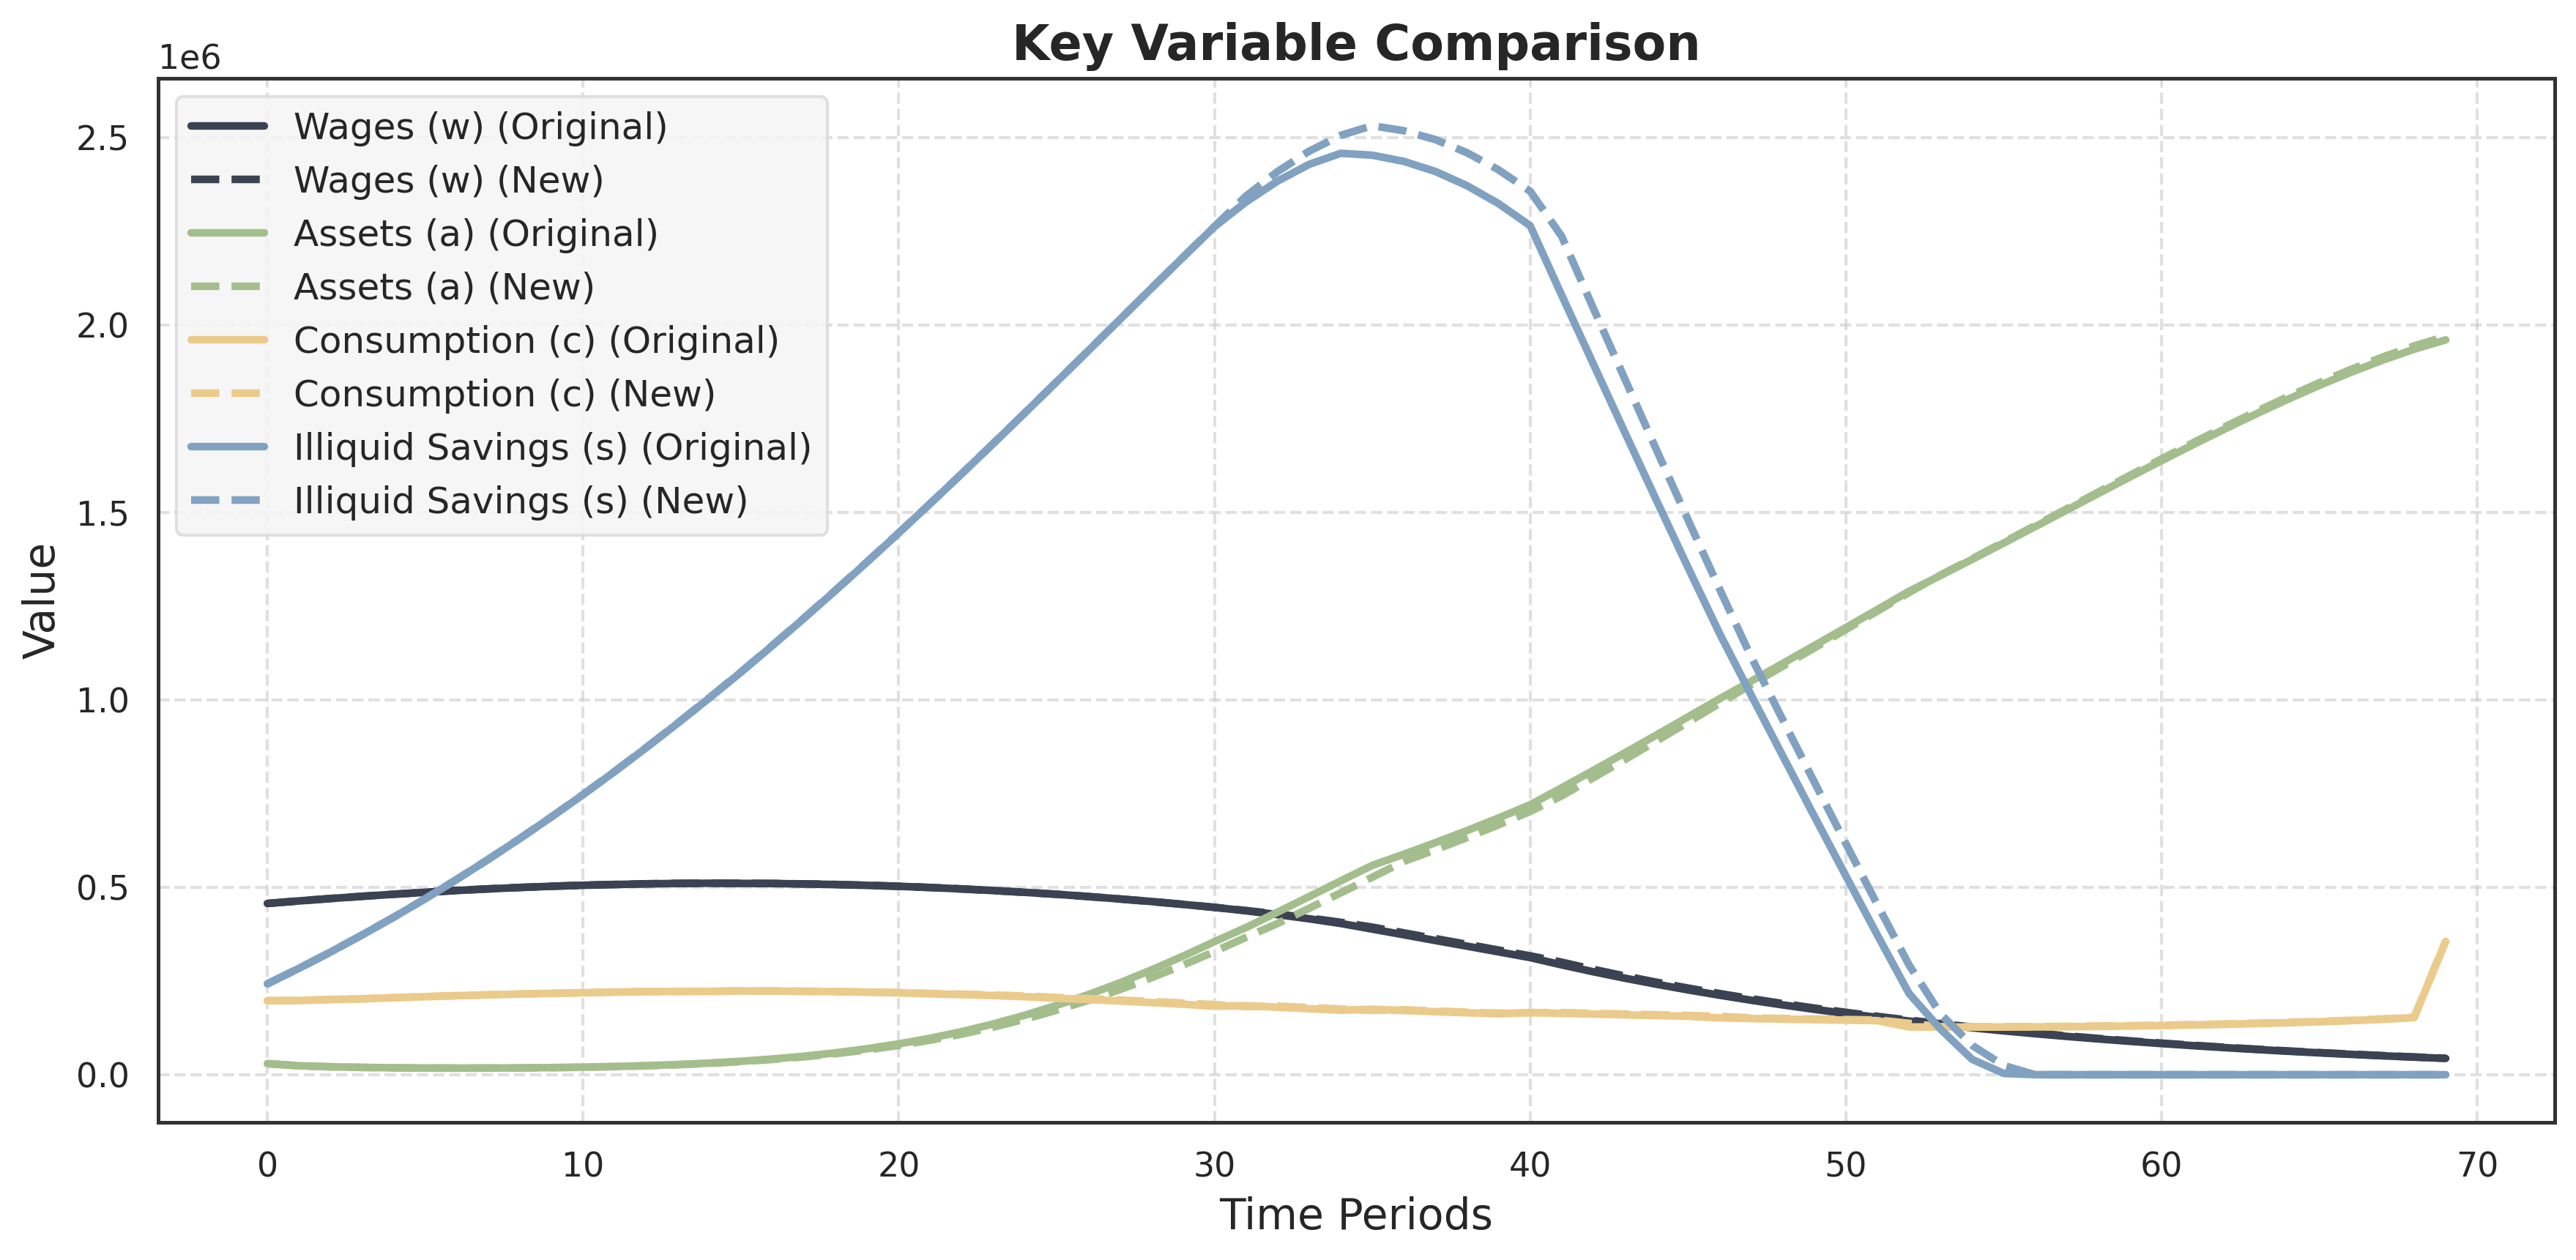 Key Variable Comparison
1e6
Wages (w) (Original)
Wages (w) (New)
Assets (a) (Original)
Assets (a) (New)
Consumption (c) (Original)
Consumption (c) (New)
Illiquid Savings (s) (Original)
Illiquid Savings (s) (New)
2.5
2.0
1.5
1.0
0.5
0.0
Value
0 10 20 30 40 50 60 70
Time Periods